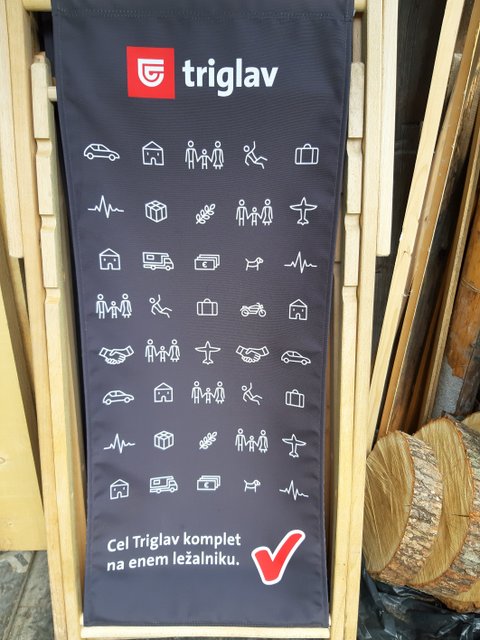 triglav
Cel Triglav komplet
na enem ležalniku.